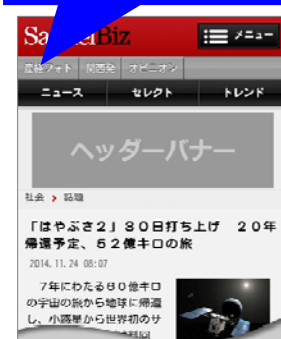 Biz
メニュー
産経フォト 関西発 オピニオン
ニュース セレクト トレンド
ヘッダーバナー
社会 > 話題
「はやぶさ2」30日打ち上げ 20年
帰還予定、52億キロの旅
2014.11.24 08:07
7年にわたる60億キロ
の宇宙の旅から地球に帰還
し、小惑星から世界初のサ